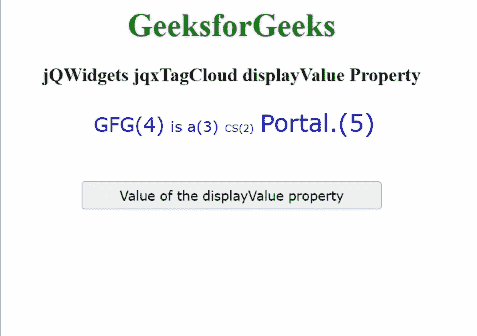 GeeksforGeeks
jQWidgets jqxTagCloud displayValue Property
GFG(4) is a(3) CS(2) Portal.(5)
Value of the displayValue property